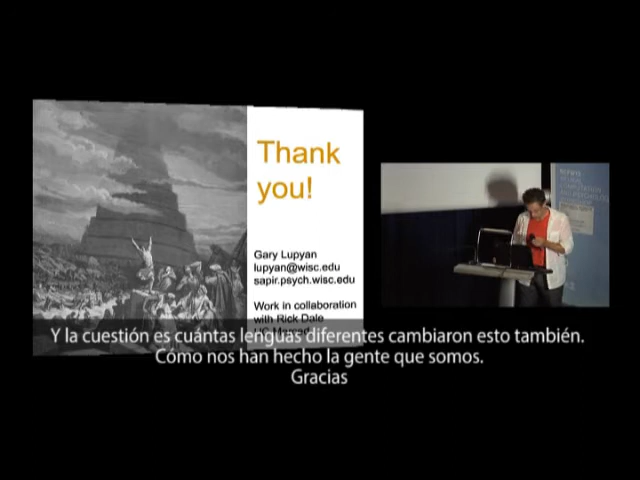 Thank
you!
Gary Lupyan
lupyan@wisc.edu
sapir.psych.wisc.edu
Work in collaboration
with Rick Dale
Y la cuestión es cuántas lenguas diferentes cambiaron esto también.
Cómo nos han hecho la gente que somos.
Gracias